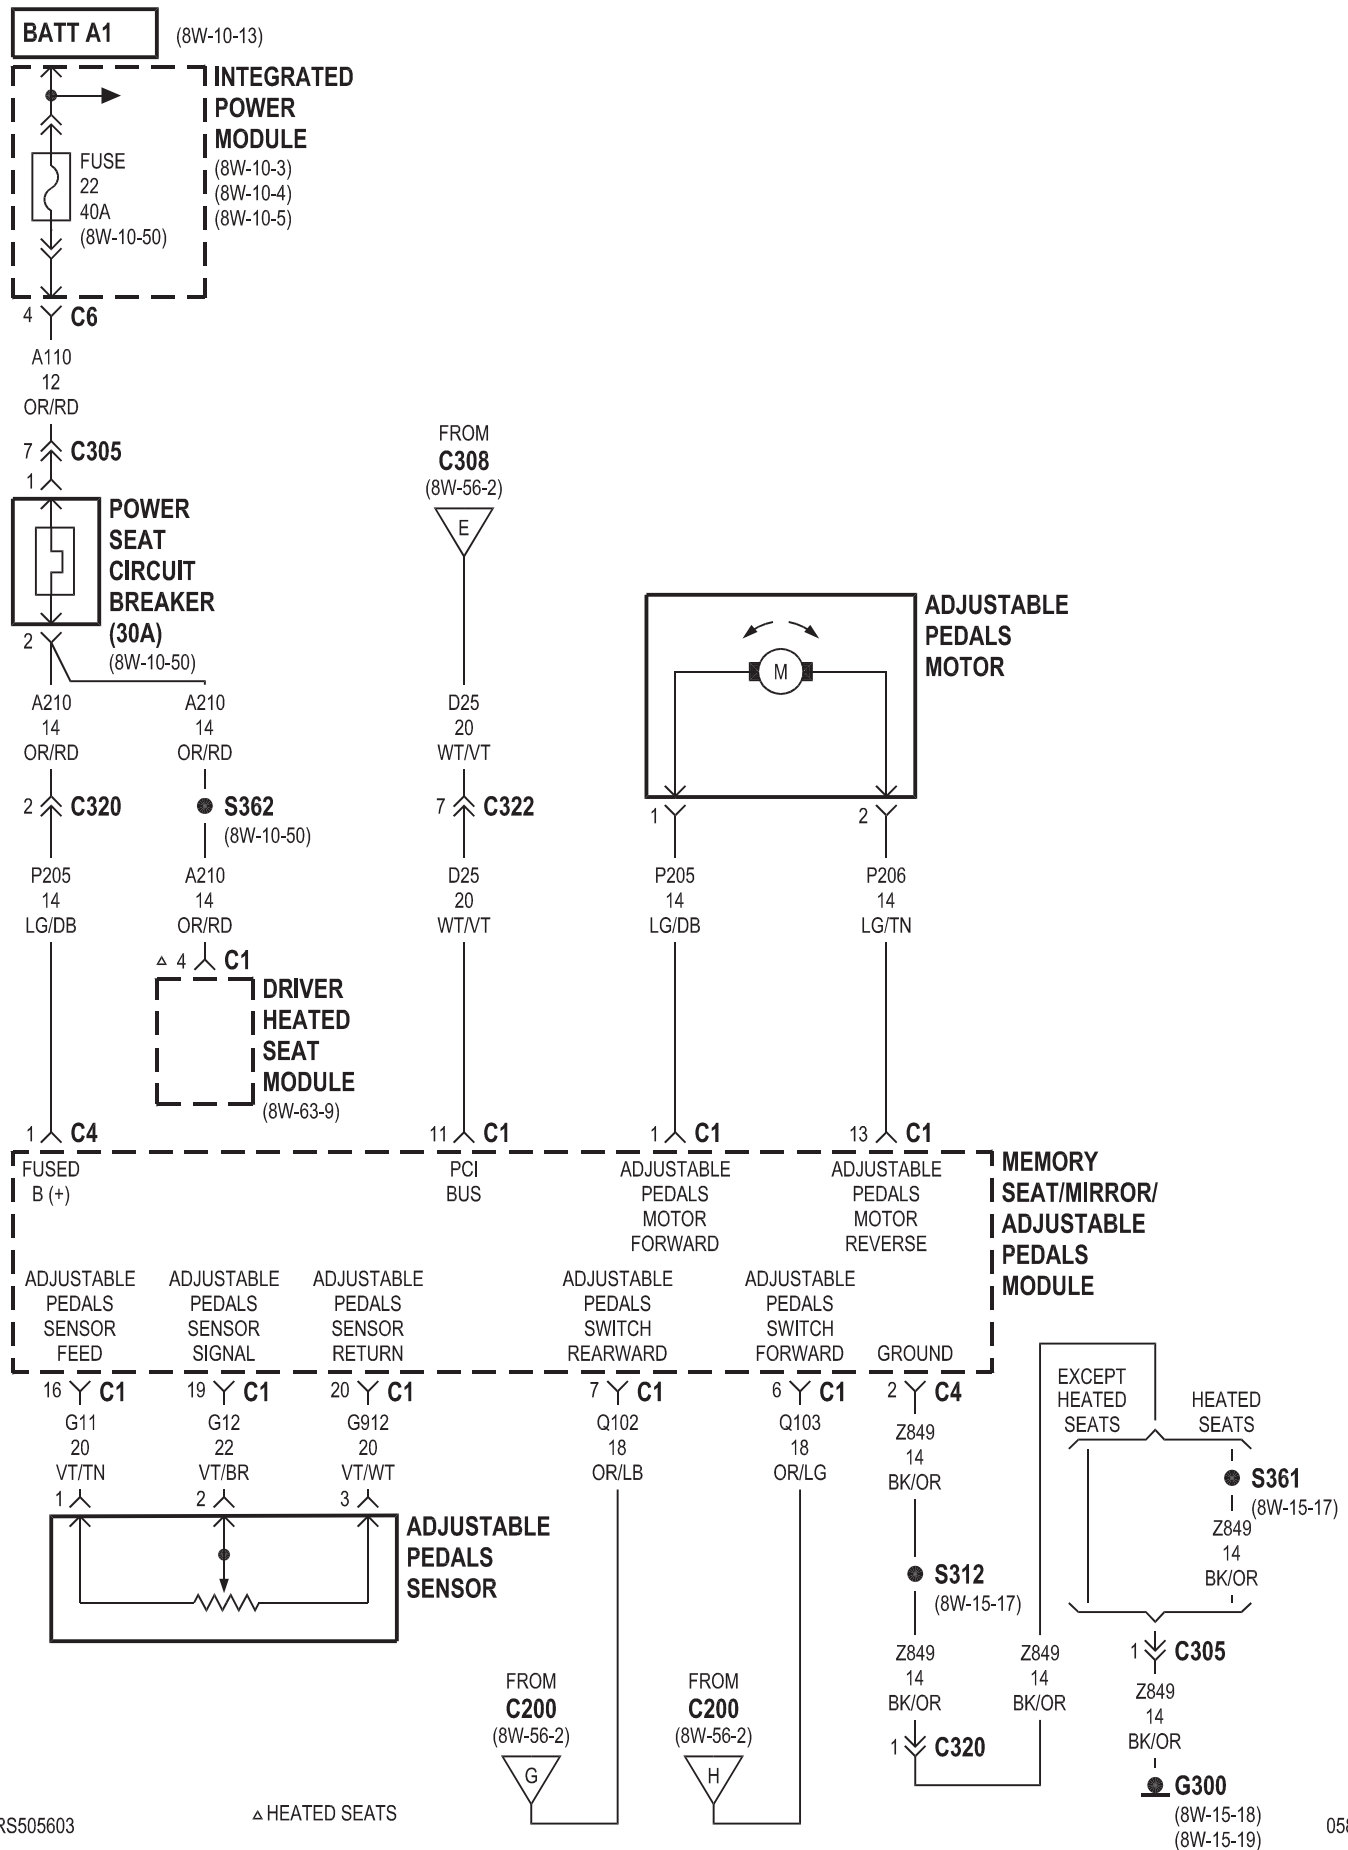 BATT A1
(8W-10-13)
INTEGRATED
POWER
MODULE
(8W-10-3)
(8W-10-4)
(8W-10-5)
FUSE
22
40A
(8W-10-50)
4 C6
A110
12
OR/RD
7 C305
1
POWER
SEAT
CIRCUIT
BREAKER
(30A)
(8W-10-50)
2
A210
14
OR/RD
2 C320
P205
14
LG/DB
1 C4
A210
14
OR/RD
S362
(8W-10-50)
A210
14
OR/RD
△ 4 C1
DRIVER
HEATED
SEAT
MODULE
(8W-63-9)
FROM
C308
(8W-56-2)
E
D25
20
WT/VT
7 C322
D25
20
WT/VT
11 C1
ADJUSTABLE
PEDALS
MOTOR
M
1
P205
14
LG/DB
1 C1
2
P206
14
LG/TN
13 C1
MEMORY
SEAT/MIRROR/
ADJUSTABLE
PEDALS
MODULE
FUSED
B (+)
PCI
BUS
ADJUSTABLE
PEDALS
MOTOR
FORWARD
ADJUSTABLE
PEDALS
MOTOR
REVERSE
ADJUSTABLE
PEDALS
SENSOR
FEED
ADJUSTABLE
PEDALS
SENSOR
SIGNAL
ADJUSTABLE
PEDALS
SENSOR
RETURN
ADJUSTABLE
PEDALS
SWITCH
REARWARD
ADJUSTABLE
PEDALS
SWITCH
FORWARD
GROUND
16 C1
G11
20
VT/TN
1
19 C1
G12
22
VT/BR
2
20 C1
G912
20
VT/WT
3
ADJUSTABLE
PEDALS
SENSOR
7 C1
Q102
18
OR/LB
FROM
C200
(8W-56-2)
G
6 C1
Q103
18
OR/LG
FROM
C200
(8W-56-2)
H
2 C4
Z849
14
BK/OR
S312
(8W-15-17)
Z849
14
BK/OR
1 C320
Z849
14
BK/OR
EXCEPT
HEATED
SEATS
HEATED
SEATS
S361
(8W-15-17)
Z849
14
BK/OR
1 C305
Z849
14
BK/OR
G300
(8W-15-18)
(8W-15-19)
△ HEATED SEATS
RS505603
058